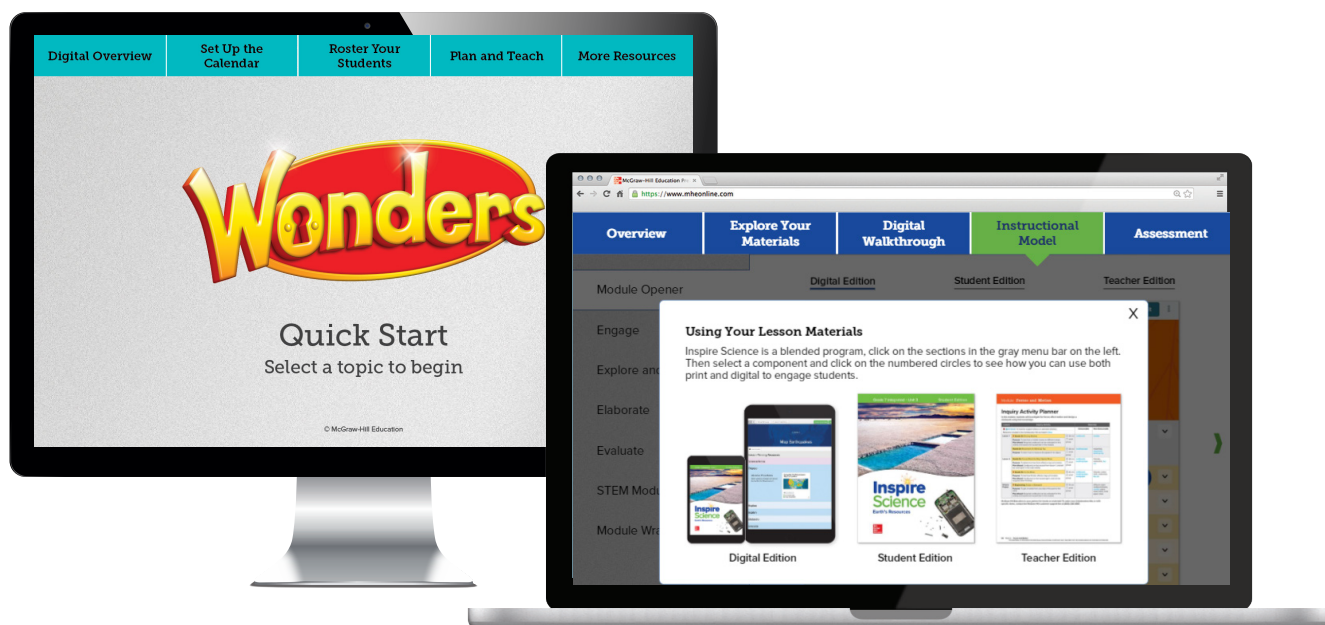 Digital Overview
Set Up the
Calendar
Roster Your
Students
Plan and Teach
More Resources
Wonders
Quick Start
Select a topic to begin
© McGraw-Hill Education
McGraw-Hill Education
https://www.mheonline.com
Overview
Explore Your
Materials
Digital
Walkthrough
Instructional
Model
Assessment
Module Opener
Engage
Explore and
Elaborate
Evaluate
STEM
Module
Digital Edition
Student Edition
Teacher Edition
X
Using Your Lesson Materials
Inspire Science is a blended program, click on the sections in the gray menu bar on the left.
Then select a component and click on the numbered circles to see how you can use both
print and digital to engage students.
Inspire
Science
Earth's Resources
Inspire
Science
Earth's Resources
Inquiry Activity Planner
Digital Edition
Student Edition
Teacher Edition